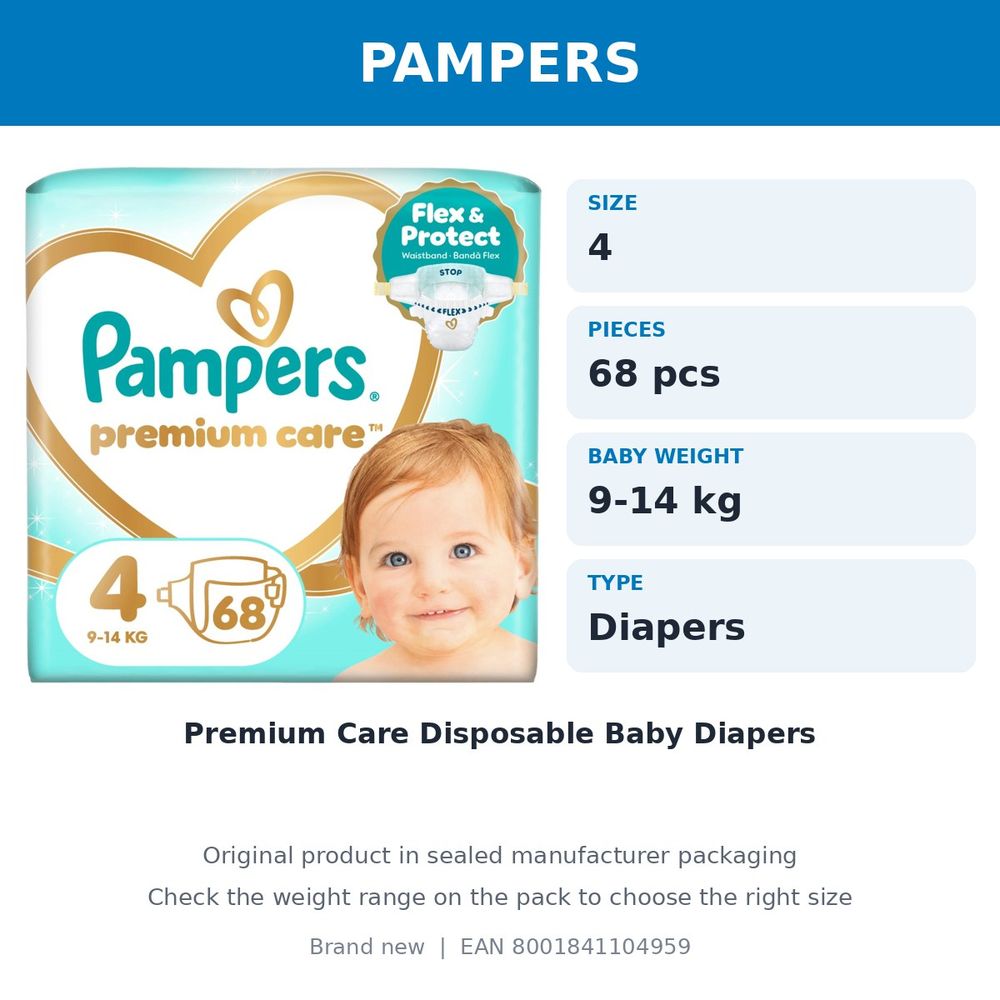 PAMPERS
Flex &
Protect
Waistband · Bandă Flex
STOP
FLEX
Pampers®
premium care™
4
68
9-14 KG
SIZE
4
PIECES
68 pcs
BABY WEIGHT
9-14 kg
TYPE
Diapers
Premium Care Disposable Baby Diapers
Original product in sealed manufacturer packaging
Check the weight range on the pack to choose the right size
Brand new | EAN 8001841104959